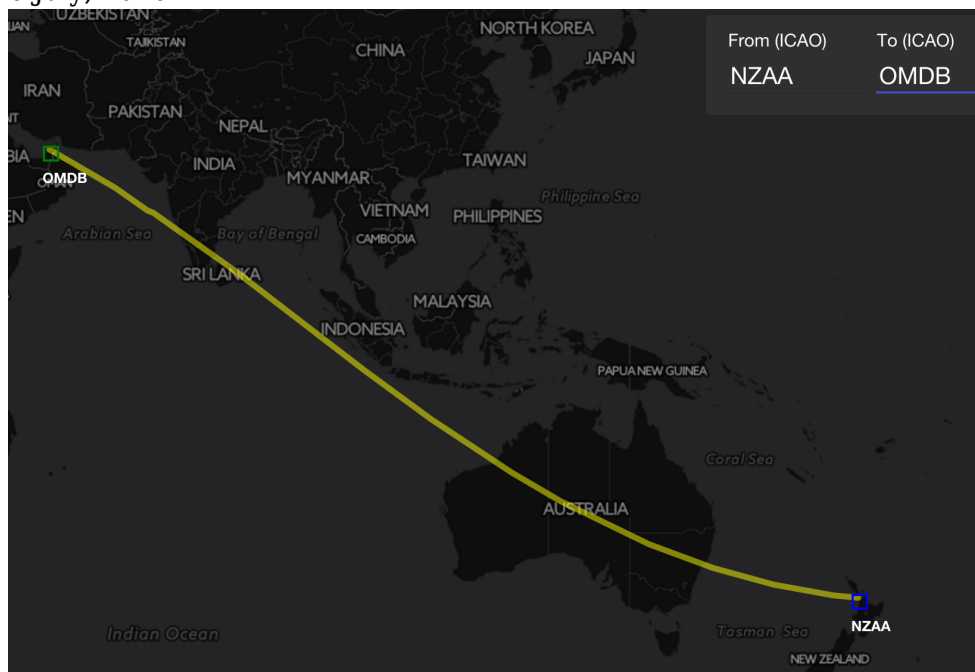 UZBEKISTAN
NORTH KOREA
From (ICAO)
To (ICAO)
TAJIKISTAN
CHINA
JAPAN
NZAA
OMDB
IRAN
PAKISTAN
NEPAL
TAIWAN
INDIA
MYANMAR
OMDB
Philippine Sea
VIETNAM
PHILIPPINES
Arabian Sea
Bay of Bengal
CAMBODIA
SRI LANKA
MALAYSIA
INDONESIA
PAPUA NEW GUINEA
Coral Sea
AUSTRALIA
Indian Ocean
Tasman Sea
NZAA
NEW ZEALAND